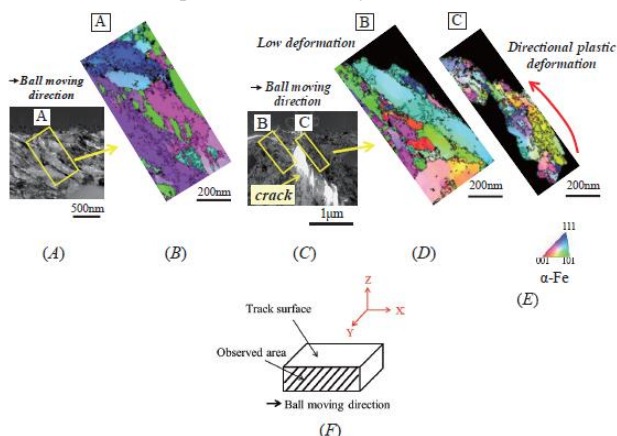 A
B
C
Low deformation
Directional plastic
deformation
→ Ball moving
direction
A
→ Ball moving
direction
B
C
crack
500nm
200nm
1μm
200nm
200nm
(A)
(B)
(C)
(D)
(E)
111
001
101
α-Fe
Z
X
Y
Track surface
Observed area
→ Ball moving direction
(F)